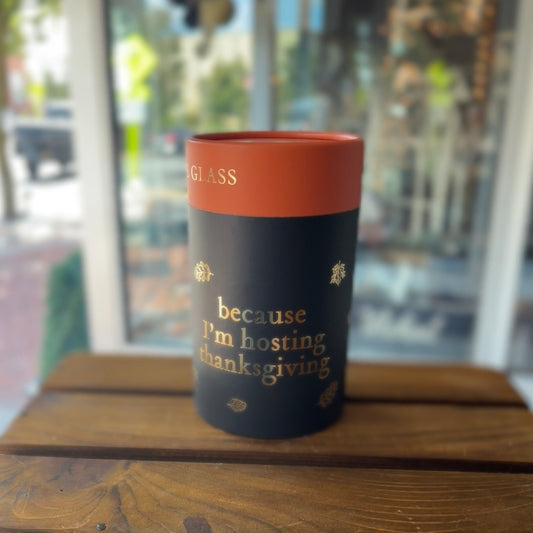 GLASS
because
I'm hosting
thanksgiving